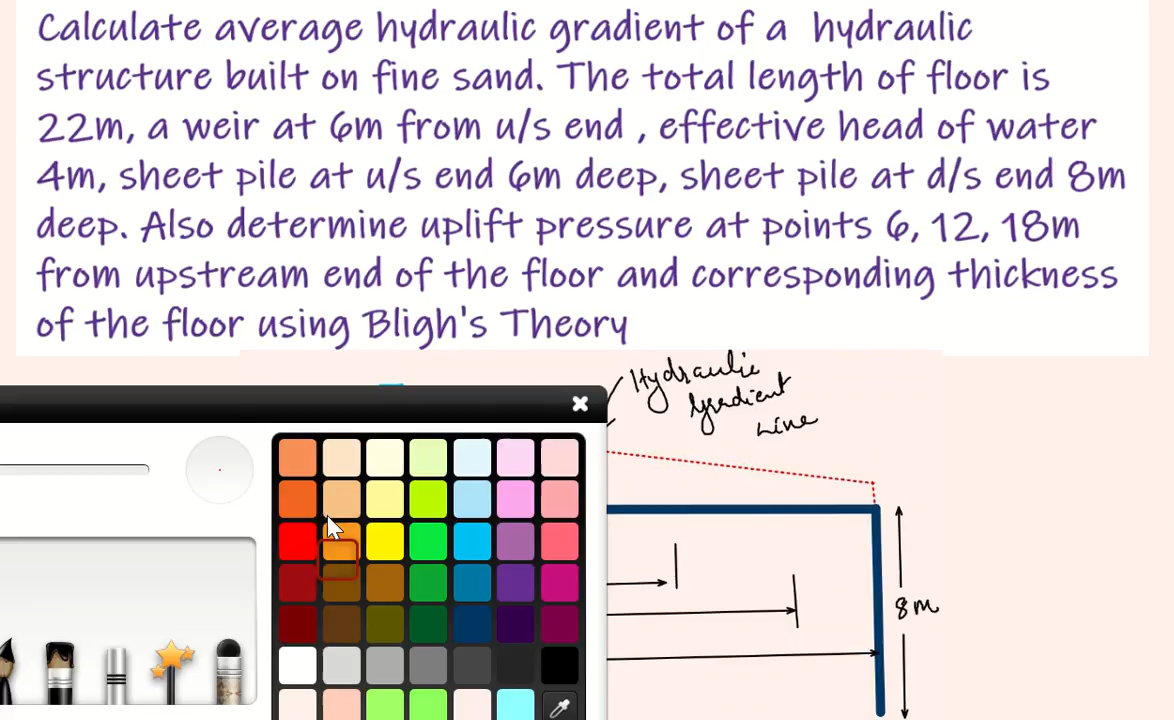 Calculate average hydraulic gradient of a hydraulic
structure built on fine sand. The total length of floor is
22m, a weir at 6m from u/s end , effective head of water
4m, sheet pile at u/s end 6m deep, sheet pile at d/s end 8m
deep. Also determine uplift pressure at points 6, 12, 18m
from upstream end of the floor and corresponding thickness
of the floor using Bligh's Theory
Hydraulic
Gradient
Line
8m